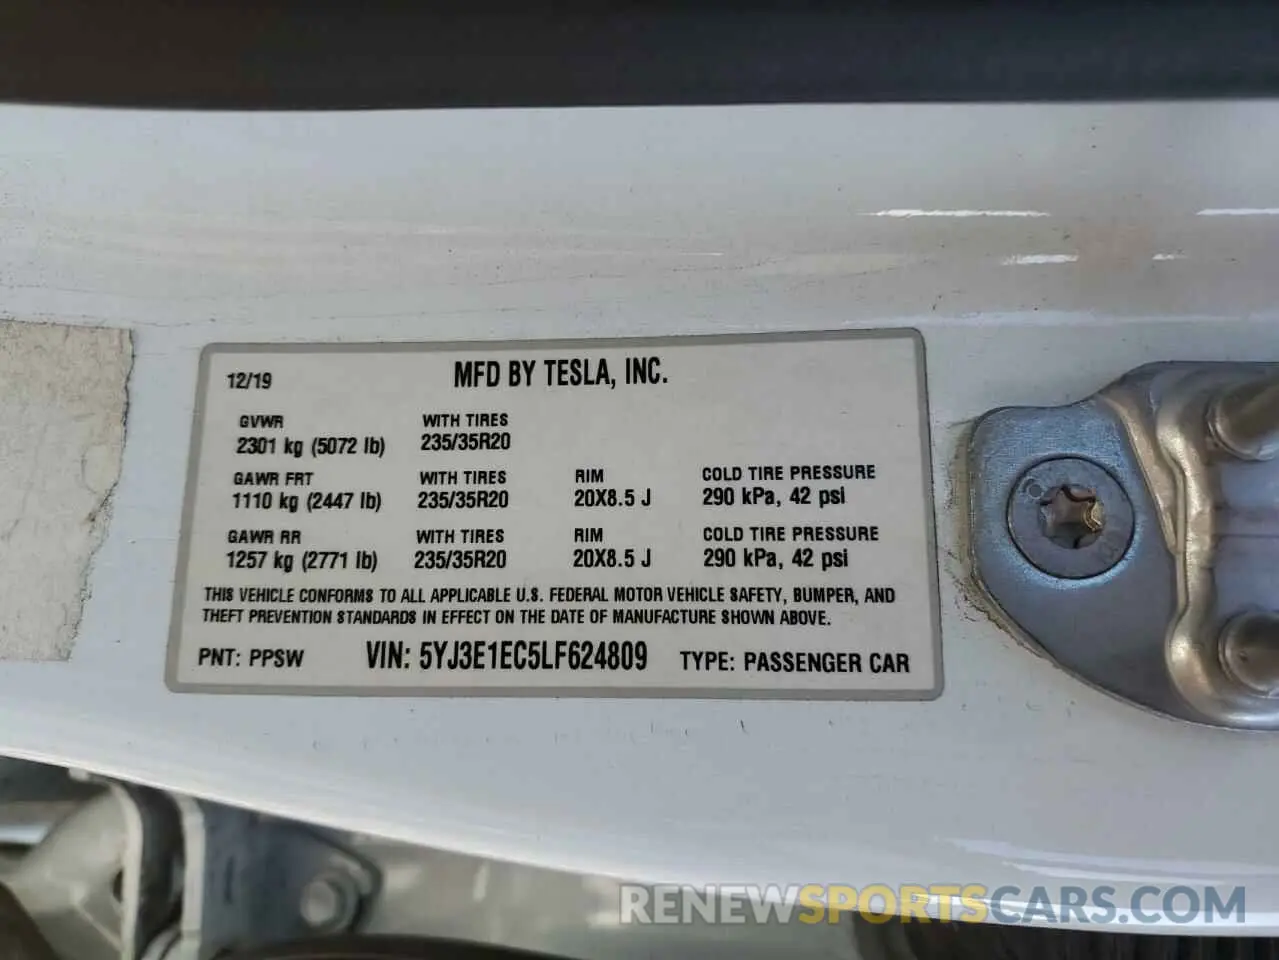 12/19 MFD BY TESLA, INC.
GVWR WITH TIRES
2301 kg (5072 lb) 235/35R20
GAWR FRT WITH TIRES RIM COLD TIRE PRESSURE
1110 kg (2447 lb) 235/35R20 20X8.5 J 290 kPa, 42 psi
GAWR RR WITH TIRES RIM COLD TIRE PRESSURE
1257 kg (2771 lb) 235/35R20 20X8.5 J 290 kPa, 42 psi
THIS VEHICLE CONFORMS TO ALL APPLICABLE U.S. FEDERAL MOTOR VEHICLE SAFETY, BUMPER, AND
THEFT PREVENTION STANDARDS IN EFFECT ON THE DATE OF MANUFACTURE SHOWN ABOVE.
PNT: PPSW VIN: 5YJ3E1EC5LF624809 TYPE: PASSENGER CAR
RENEWSPORTSCARS.COM